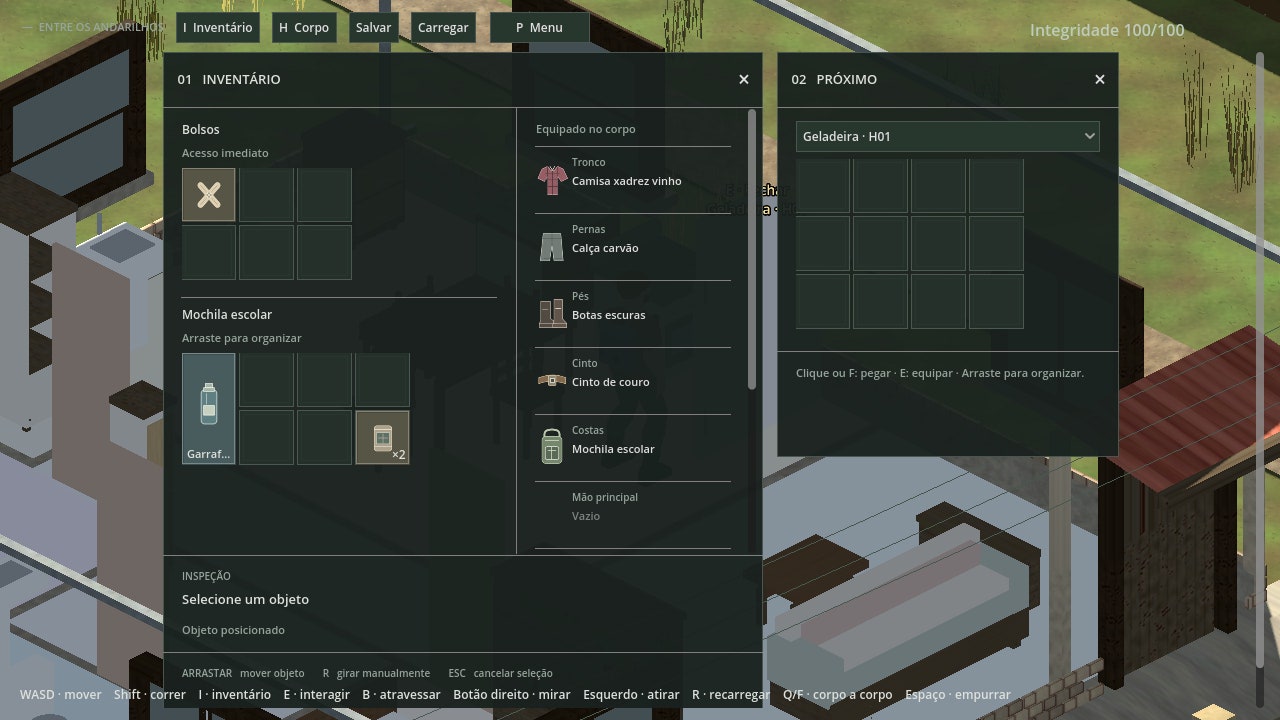 — ENTRE OS ANDARILHOS
I Inventário H Corpo Salvar Carregar P Menu
Integridade 100/100
01 INVENTÁRIO ×
02 PRÓXIMO ×
Bolsos
Acesso imediato
Mochila escolar
Arraste para organizar
Garraf...
×2
Equipado no corpo
Tronco
Camisa xadrez vinho
Pernas
Calça carvão
Pés
Botas escuras
Cinto
Cinto de couro
Costas
Mochila escolar
Mão principal
Vazio
Geladeira · H01
Clique ou F: pegar · E: equipar · Arraste para organizar.
INSPEÇÃO
Selecione um objeto
Objeto posicionado
ARRASTAR mover objeto R girar manualmente ESC cancelar seleção
WASD · mover Shift · correr I · inventário E · interagir B · atravessar Botão direito · mirar Esquerdo · atirar R · recarregar Q/F · corpo a corpo Espaço · empurrar